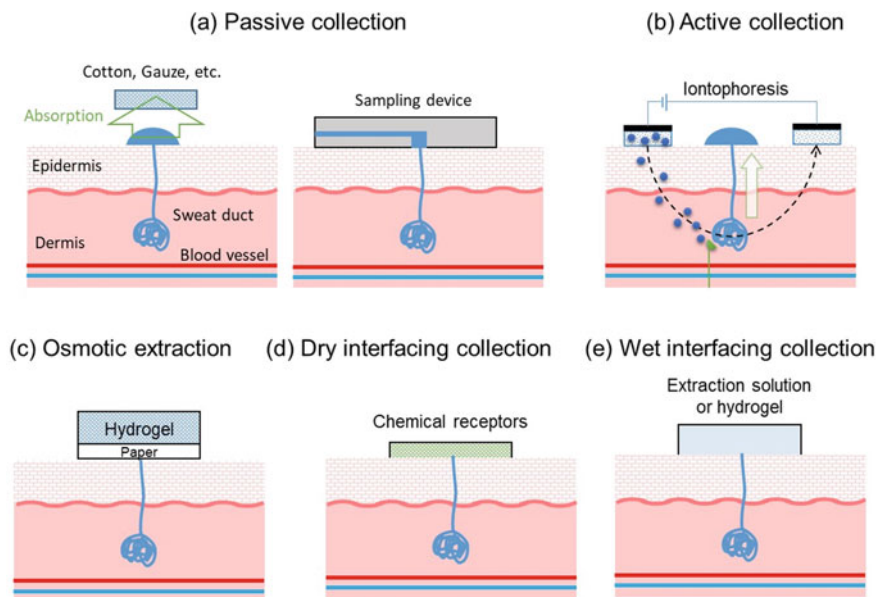 (a) Passive collection
(b) Active collection
Cotton, Gauze, etc.
Absorption
Sampling device
Iontophoresis
Epidermis
Sweat duct
Dermis
Blood vessel
(c) Osmotic extraction
(d) Dry interfacing collection
(e) Wet interfacing collection
Hydrogel
Paper
Chemical receptors
Extraction solution
or hydrogel